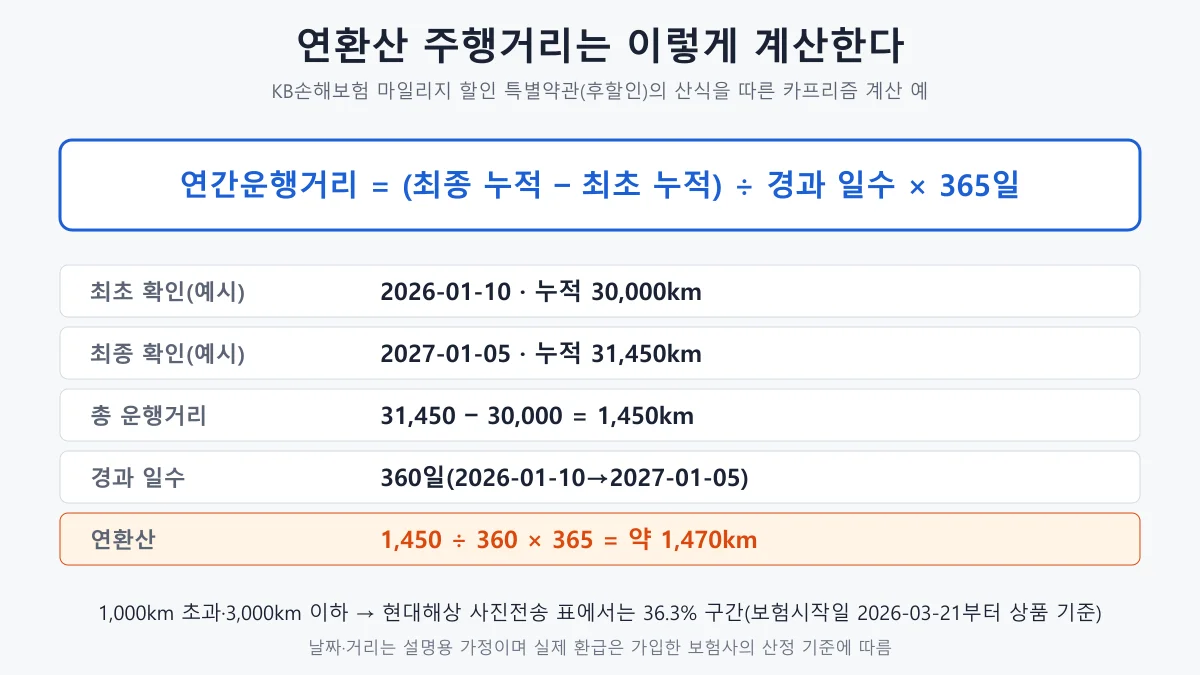 연환산 주행거리는 이렇게 계산한다
KB손해보험 마일리지 할인 특별약관(후할인)의 산식을 따른 카프리즘 계산 예
연간운행거리 = (최종 누적 − 최초 누적) ÷ 경과 일수 × 365일
최초 확인(예시) 2026-01-10 · 누적 30,000km
최종 확인(예시) 2027-01-05 · 누적 31,450km
총 운행거리 31,450 − 30,000 = 1,450km
경과 일수 360일(2026-01-10→2027-01-05)
연환산 1,450 ÷ 360 × 365 = 약 1,470km
1,000km 초과·3,000km 이하 → 현대해상 사진전송 표에서는 36.3% 구간(보험시작일 2026-03-21부터 상품 기준)
날짜·거리는 설명용 가정이며 실제 환급은 가입한 보험사의 산정 기준에 따름